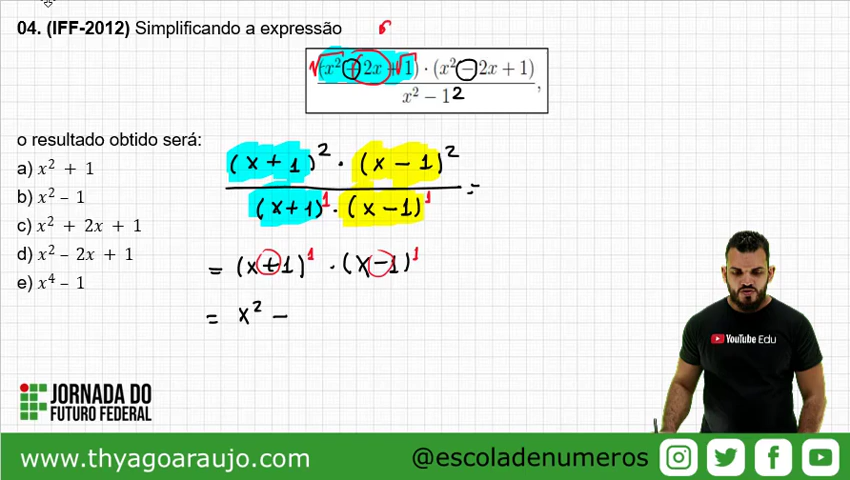 04. (IFF-2012) Simplificando a expressão
(x² + 2x + 1) · (x² − 2x + 1)
x² − 1²,
o resultado obtido será:
a) x² + 1
b) x² – 1
c) x² + 2x + 1
d) x² – 2x + 1
e) x⁴ – 1
(x + 1)² · (x − 1)²
(x+1)¹ · (x − 1)¹ =
= (x+1)¹ · (x−1)¹
= x² −
YouTube Edu
JORNADA DO
FUTURO FEDERAL
www.thyagoaraujo.com @escoladenumeros